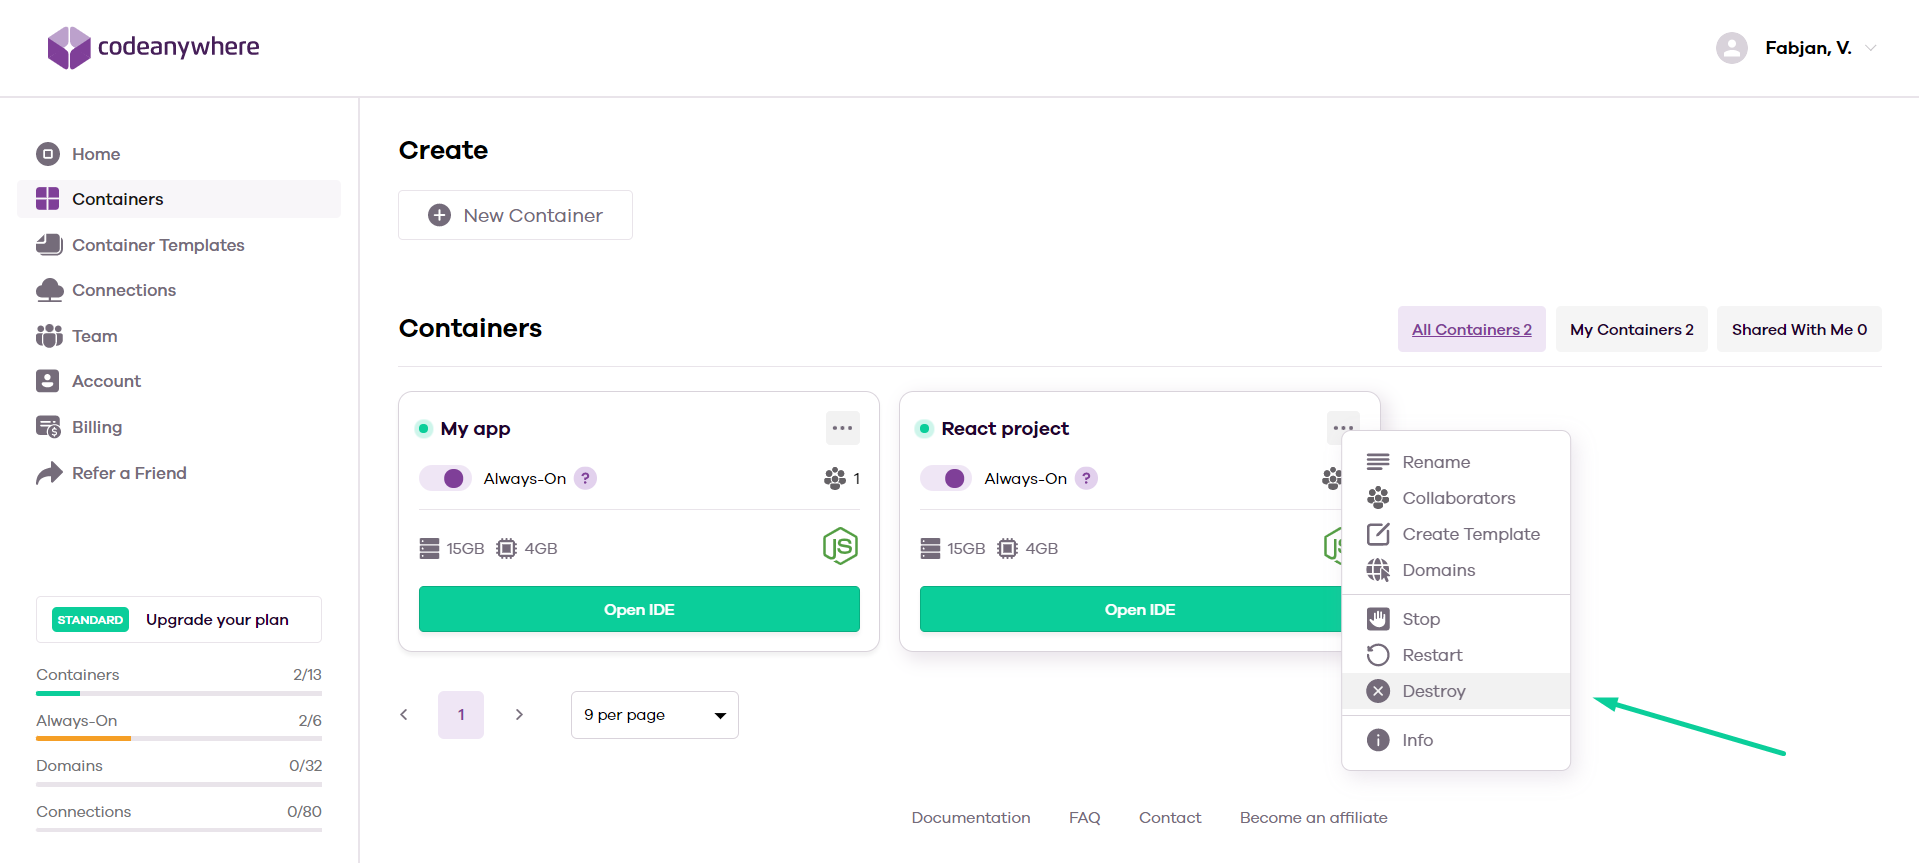 codeanywhere
Fabjan, V.
Home
Containers
Container Templates
Connections
Team
Account
Billing
Refer a Friend
STANDARD Upgrade your plan
Containers 2/13
Always-On 2/6
Domains 0/32
Connections 0/80
Create
New Container
Containers
All Containers 2 My Containers 2 Shared With Me 0
My app
Always-On ? 1
15GB 4GB
JS
Open IDE
React project
Always-On ?
15GB 4GB
JS
Open IDE
Rename
Collaborators
Create Template
Domains
Stop
Restart
Destroy
Info
1
9 per page
Documentation FAQ Contact Become an affiliate